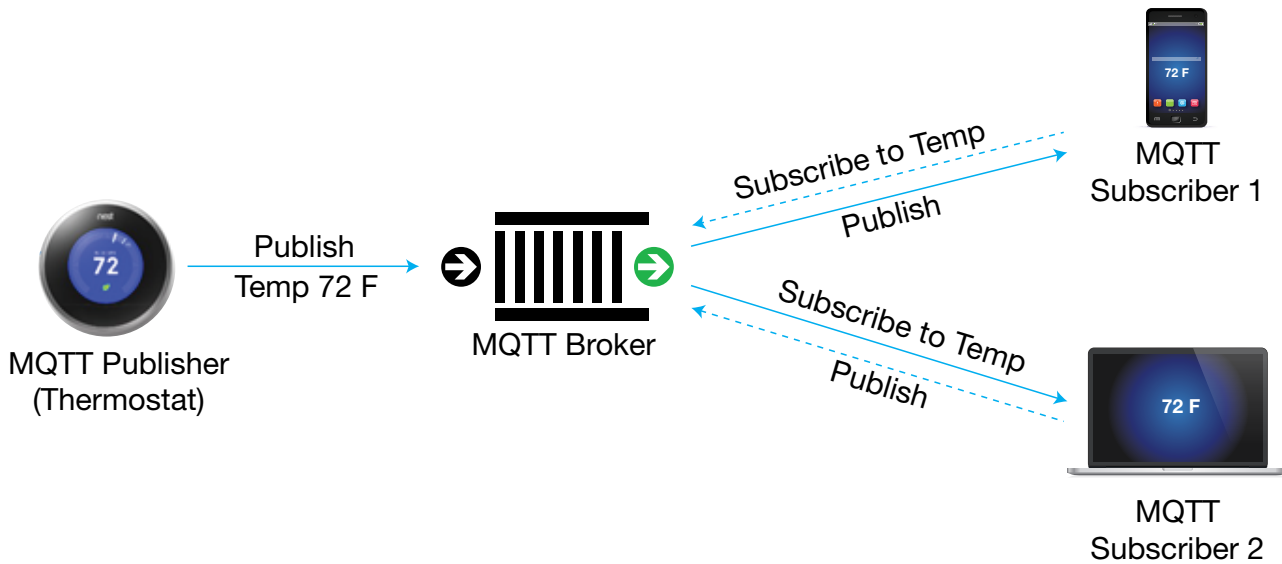 nest
72
Publish
Temp 72 F
MQTT Publisher
(Thermostat)
MQTT Broker
Subscribe to Temp
Publish
72 F
MQTT
Subscriber 1
Subscribe to Temp
Publish
72 F
MQTT
Subscriber 2